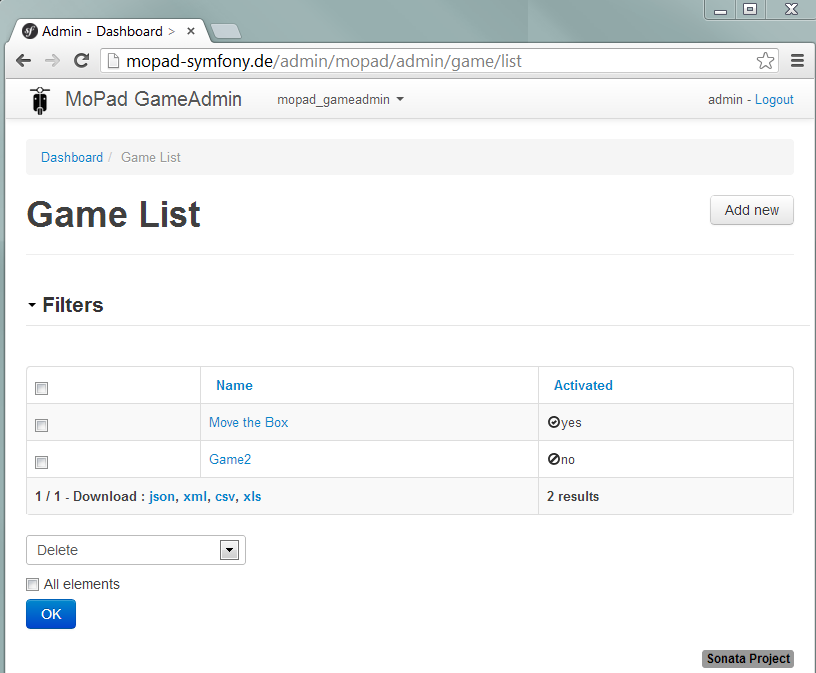 Admin - Dashboard >
mopad-symfony.de/admin/mopad/admin/game/list
MoPad GameAdmin mopad_gameadmin admin - Logout
Dashboard / Game List
Game List Add new
Filters
Name Activated
Move the Box yes
Game2 no
1 / 1 - Download : json, xml, csv, xls 2 results
Delete
All elements
OK
Sonata Project